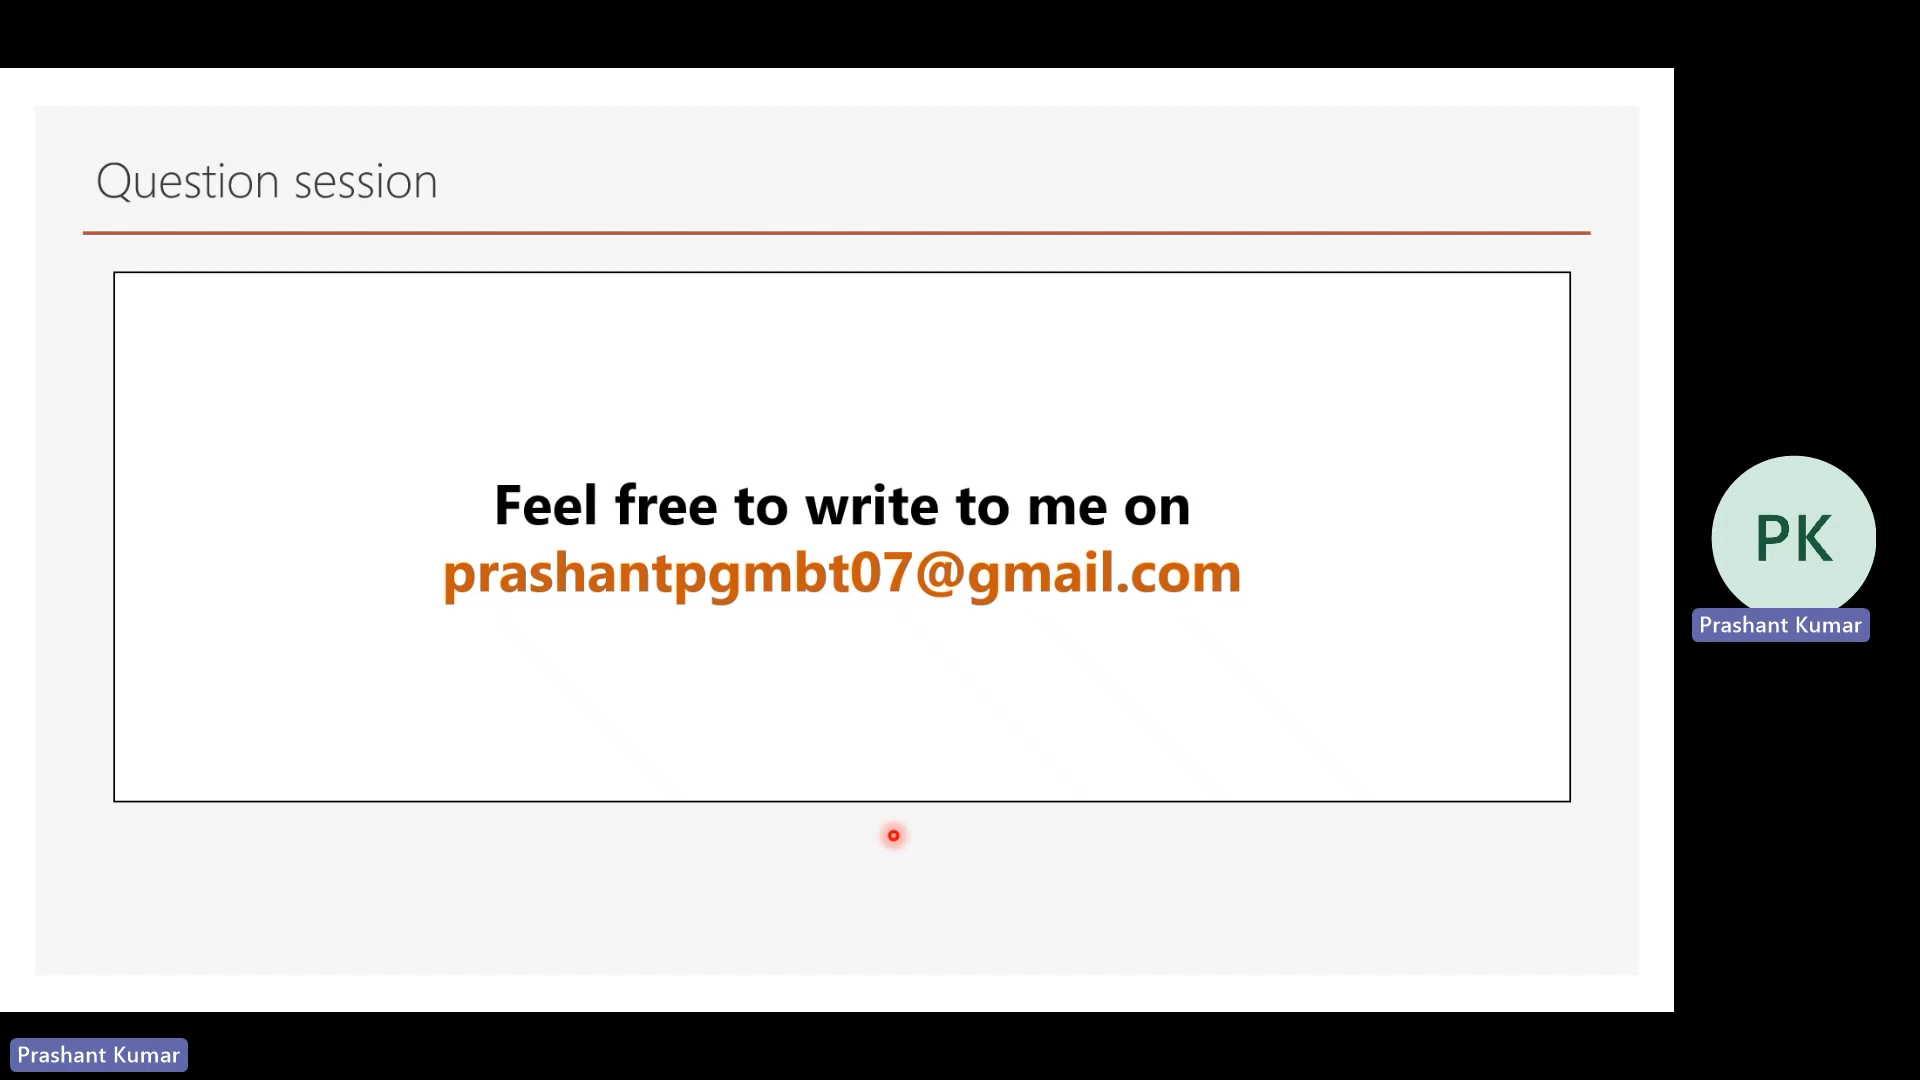 Question session
Feel free to write to me on
prashantpgmbt07@gmail.com
PK
Prashant Kumar
Prashant Kumar